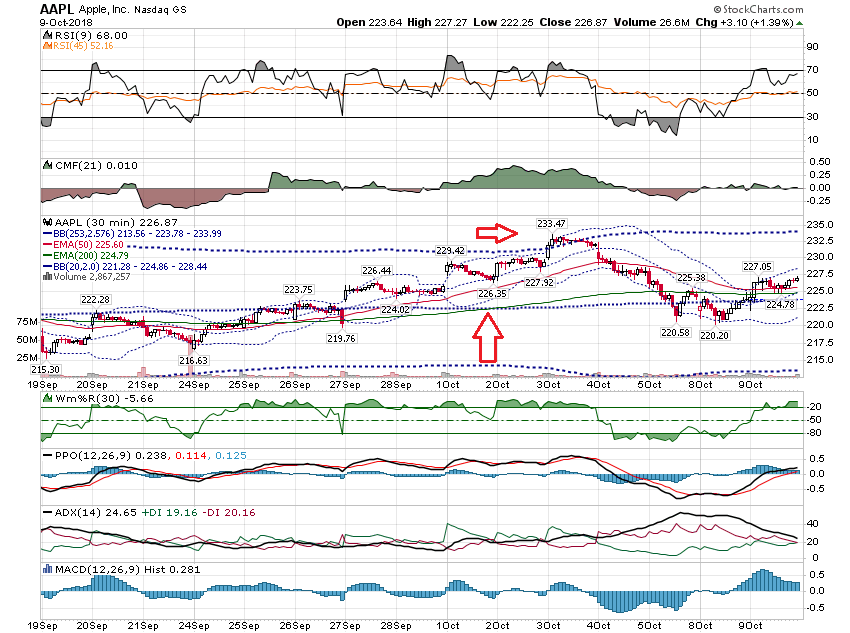 AAPL Apple, Inc. Nasdaq GS © StockCharts.com
9-Oct-2018 Open 223.64 High 227.27 Low 222.25 Close 226.87 Volume 26.6M Chg +3.10 (+1.39%)
RSI(9) 68.00
RSI(45) 52.16
90
70
50
30
10
CMF(21) 0.010
0.50
0.25
0.00
-0.25
AAPL (30 min) 226.87
BB(253,2.576) 213.56 - 223.78 - 233.99
EMA(50) 225.60
EMA(200) 224.79
BB(20,2.0) 221.28 - 224.86 - 228.44
Volume 2,867,257
235.0
232.5
230.0
227.5
225.0
222.5
220.0
217.5
215.0
75M
50M
25M
215.30
222.28
216.63
223.75
219.76
226.44
224.02
229.42
226.35
227.92
233.47
220.58
225.38
220.20
227.05
224.78
19Sep 20Sep 21Sep 24Sep 25Sep 26Sep 27Sep 28Sep 1Oct 2Oct 3Oct 4Oct 5Oct 8Oct 9Oct
Wm%R(30) -5.66
-20
-50
-80
PPO(12,26,9) 0.238, 0.114, 0.125
0.5
0.0
-0.5
ADX(14) 24.65 +DI 19.16 -DI 20.16
40
20
0
MACD(12,26,9) Hist 0.281
0.5
0.0
-0.5
19Sep 20Sep 21Sep 24Sep 25Sep 26Sep 27Sep 28Sep 1Oct 2Oct 3Oct 4Oct 5Oct 8Oct 9Oct